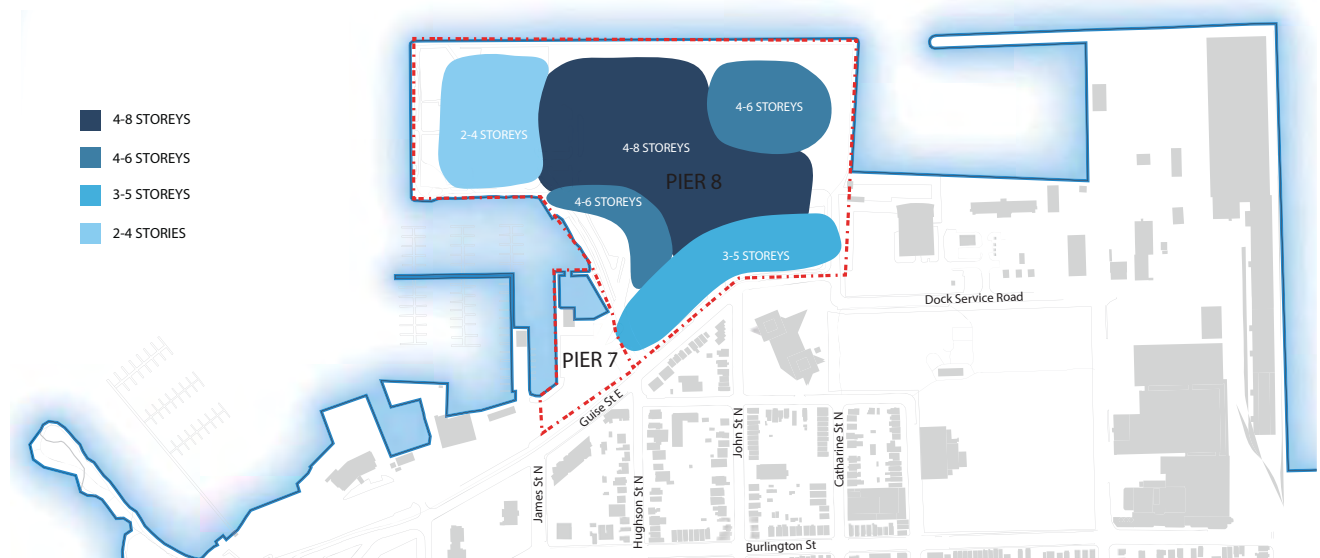 4-8 STOREYS
4-6 STOREYS
3-5 STOREYS
2-4 STORIES
2-4 STOREYS
4-8 STOREYS
4-6 STOREYS
PIER 8
4-6 STOREYS
3-5 STOREYS
Dock Service Road
PIER 7
Guise St E
James St N
Hughson St N
John St N
Catharine St N
Burlington St